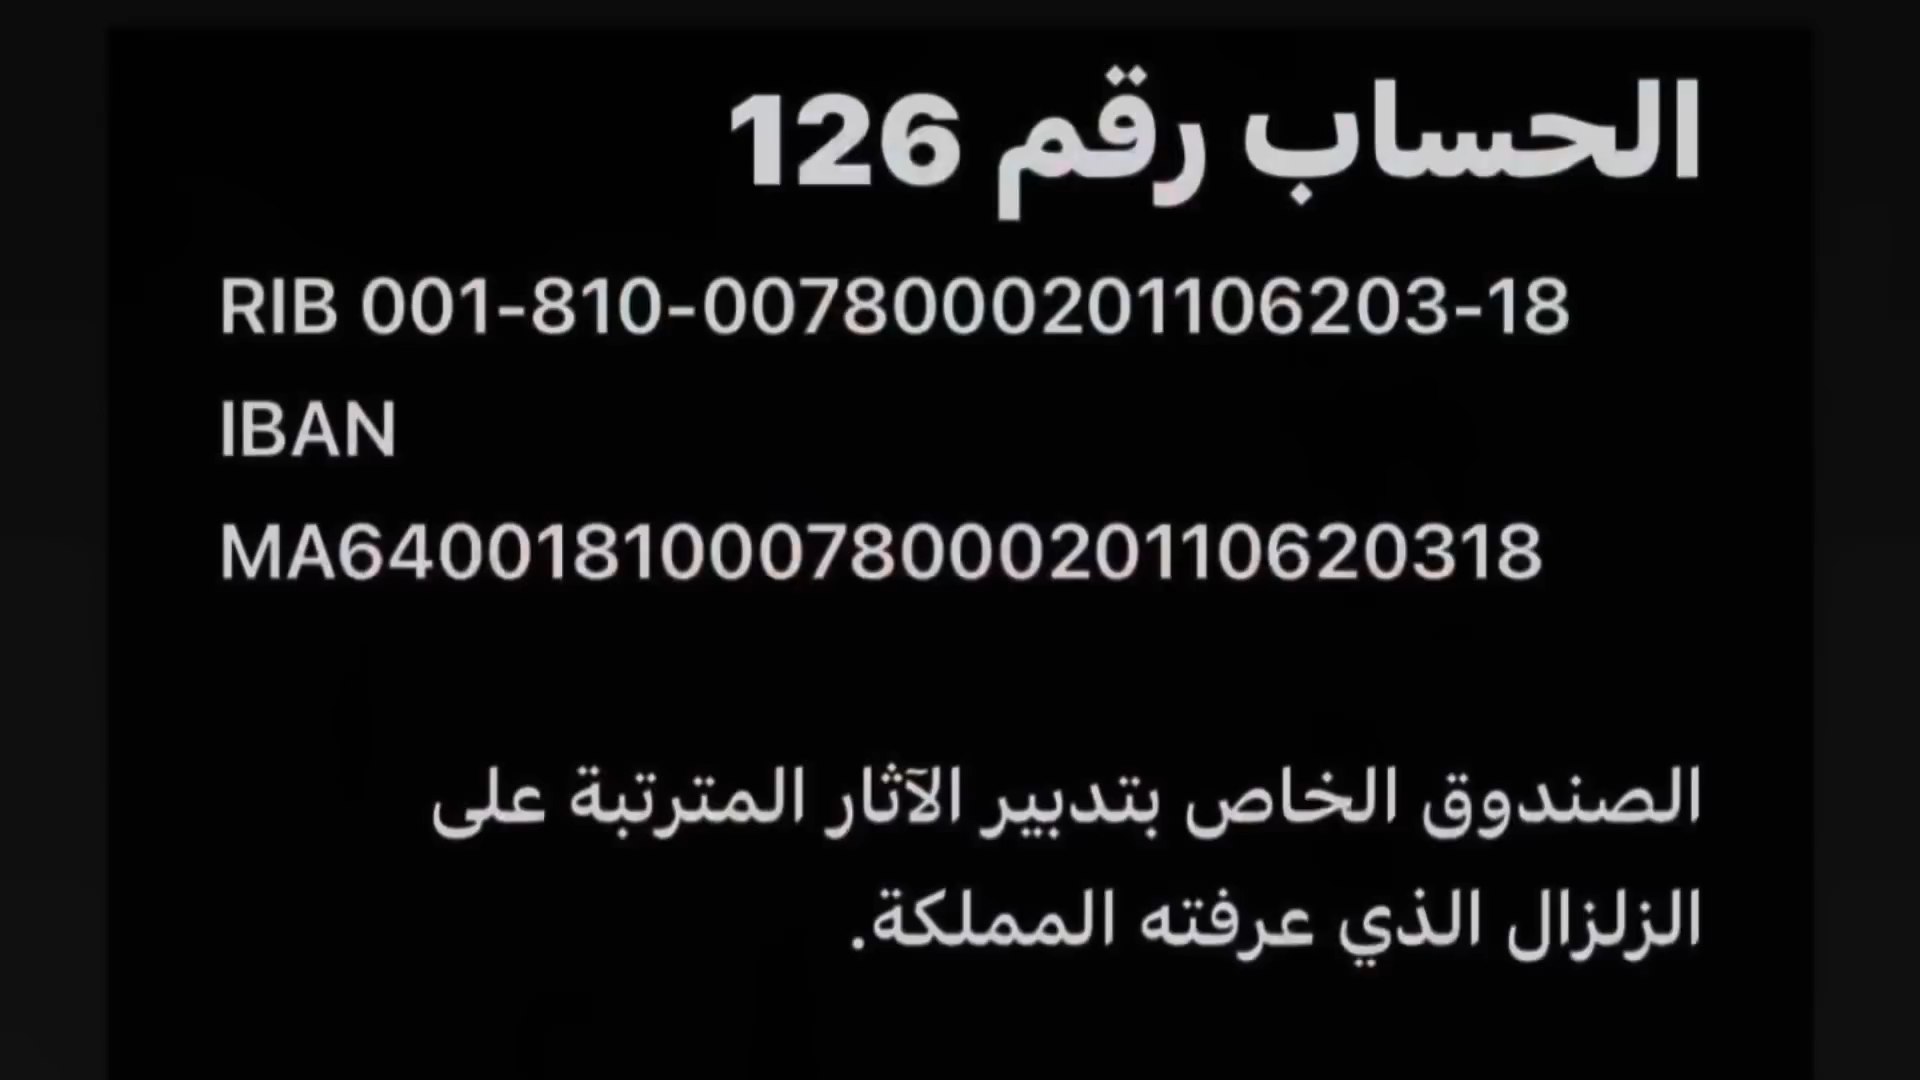 الحساب رقم 126
RIB 001-810-0078000201106203-18
IBAN
MA64001810007800020110620318
الصندوق الخاص بتدبير الآثار المترتبة على
الزلزال الذي عرفته المملكة.